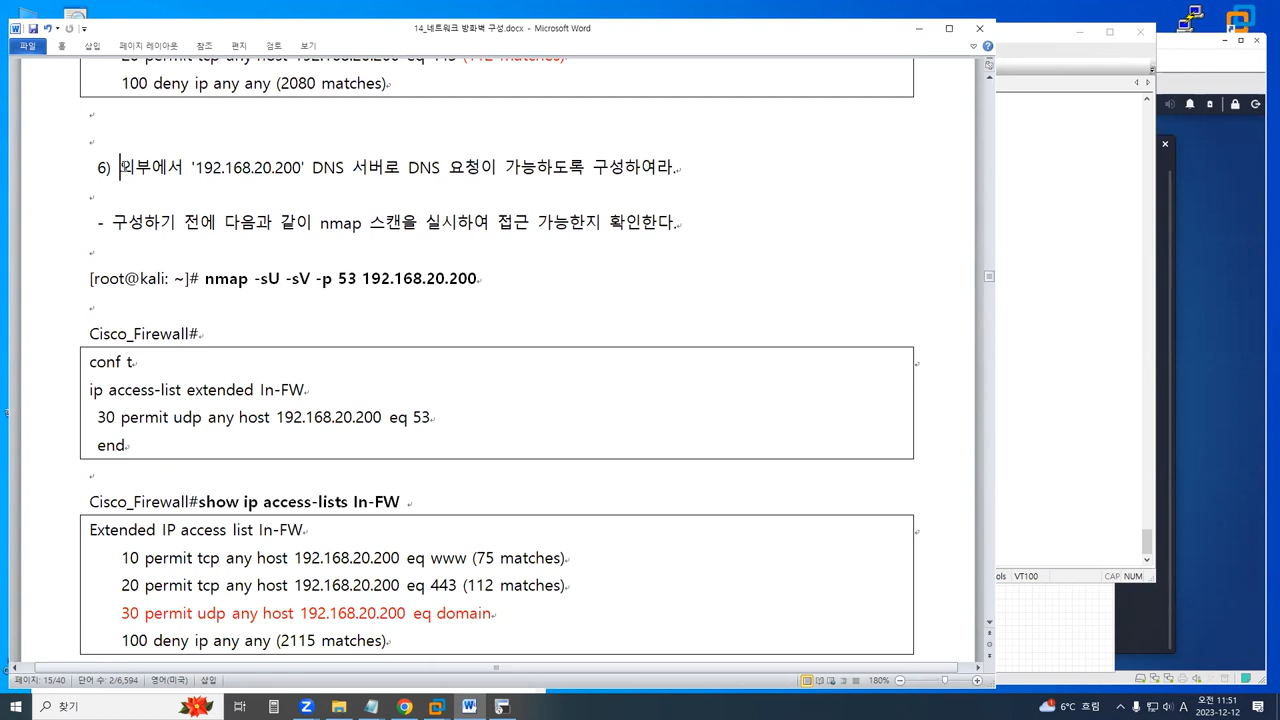 14_네트워크 방화벽 구성.docx - Microsoft Word
파일 홈 삽입 페이지 레이아웃 참조 편지 검토 보기
100 deny ip any any (2080 matches)
6) 외부에서 '192.168.20.200' DNS 서버로 DNS 요청이 가능하도록 구성하여라.
- 구성하기 전에 다음과 같이 nmap 스캔을 실시하여 접근 가능한지 확인한다.
[root@kali: ~]# nmap -sU -sV -p 53 192.168.20.200
Cisco_Firewall#
conf t
ip access-list extended In-FW
30 permit udp any host 192.168.20.200 eq 53
end
Cisco_Firewall#show ip access-lists In-FW
Extended IP access list In-FW
10 permit tcp any host 192.168.20.200 eq www (75 matches)
20 permit tcp any host 192.168.20.200 eq 443 (112 matches)
30 permit udp any host 192.168.20.200 eq domain
100 deny ip any any (2115 matches)
ols VT100 CAP NUM
페이지: 15/40 단어 수: 2/6,594 영어(미국) 삽입 180%
찾기 6°C 흐림 A 오전 11:51
2023-12-12